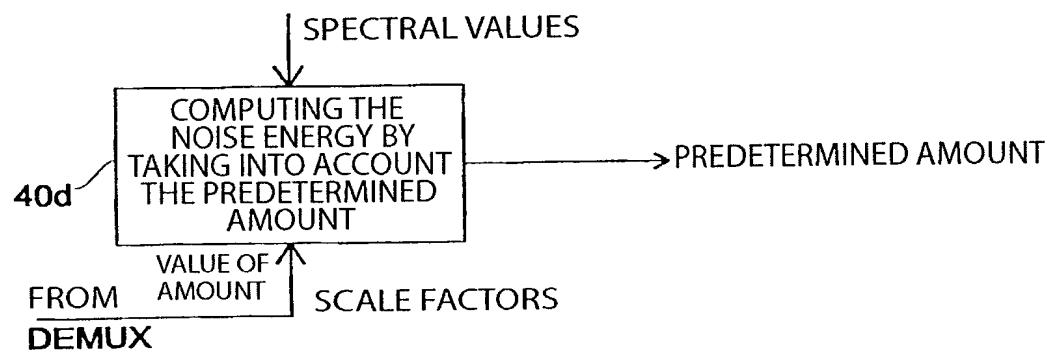 SPECTRAL VALUES
COMPUTING THE
NOISE ENERGY BY
TAKING INTO ACCOUNT
THE PREDETERMINED
AMOUNT
PREDETERMINED AMOUNT
40d
VALUE OF
AMOUNT
FROM
DEMUX
SCALE FACTORS